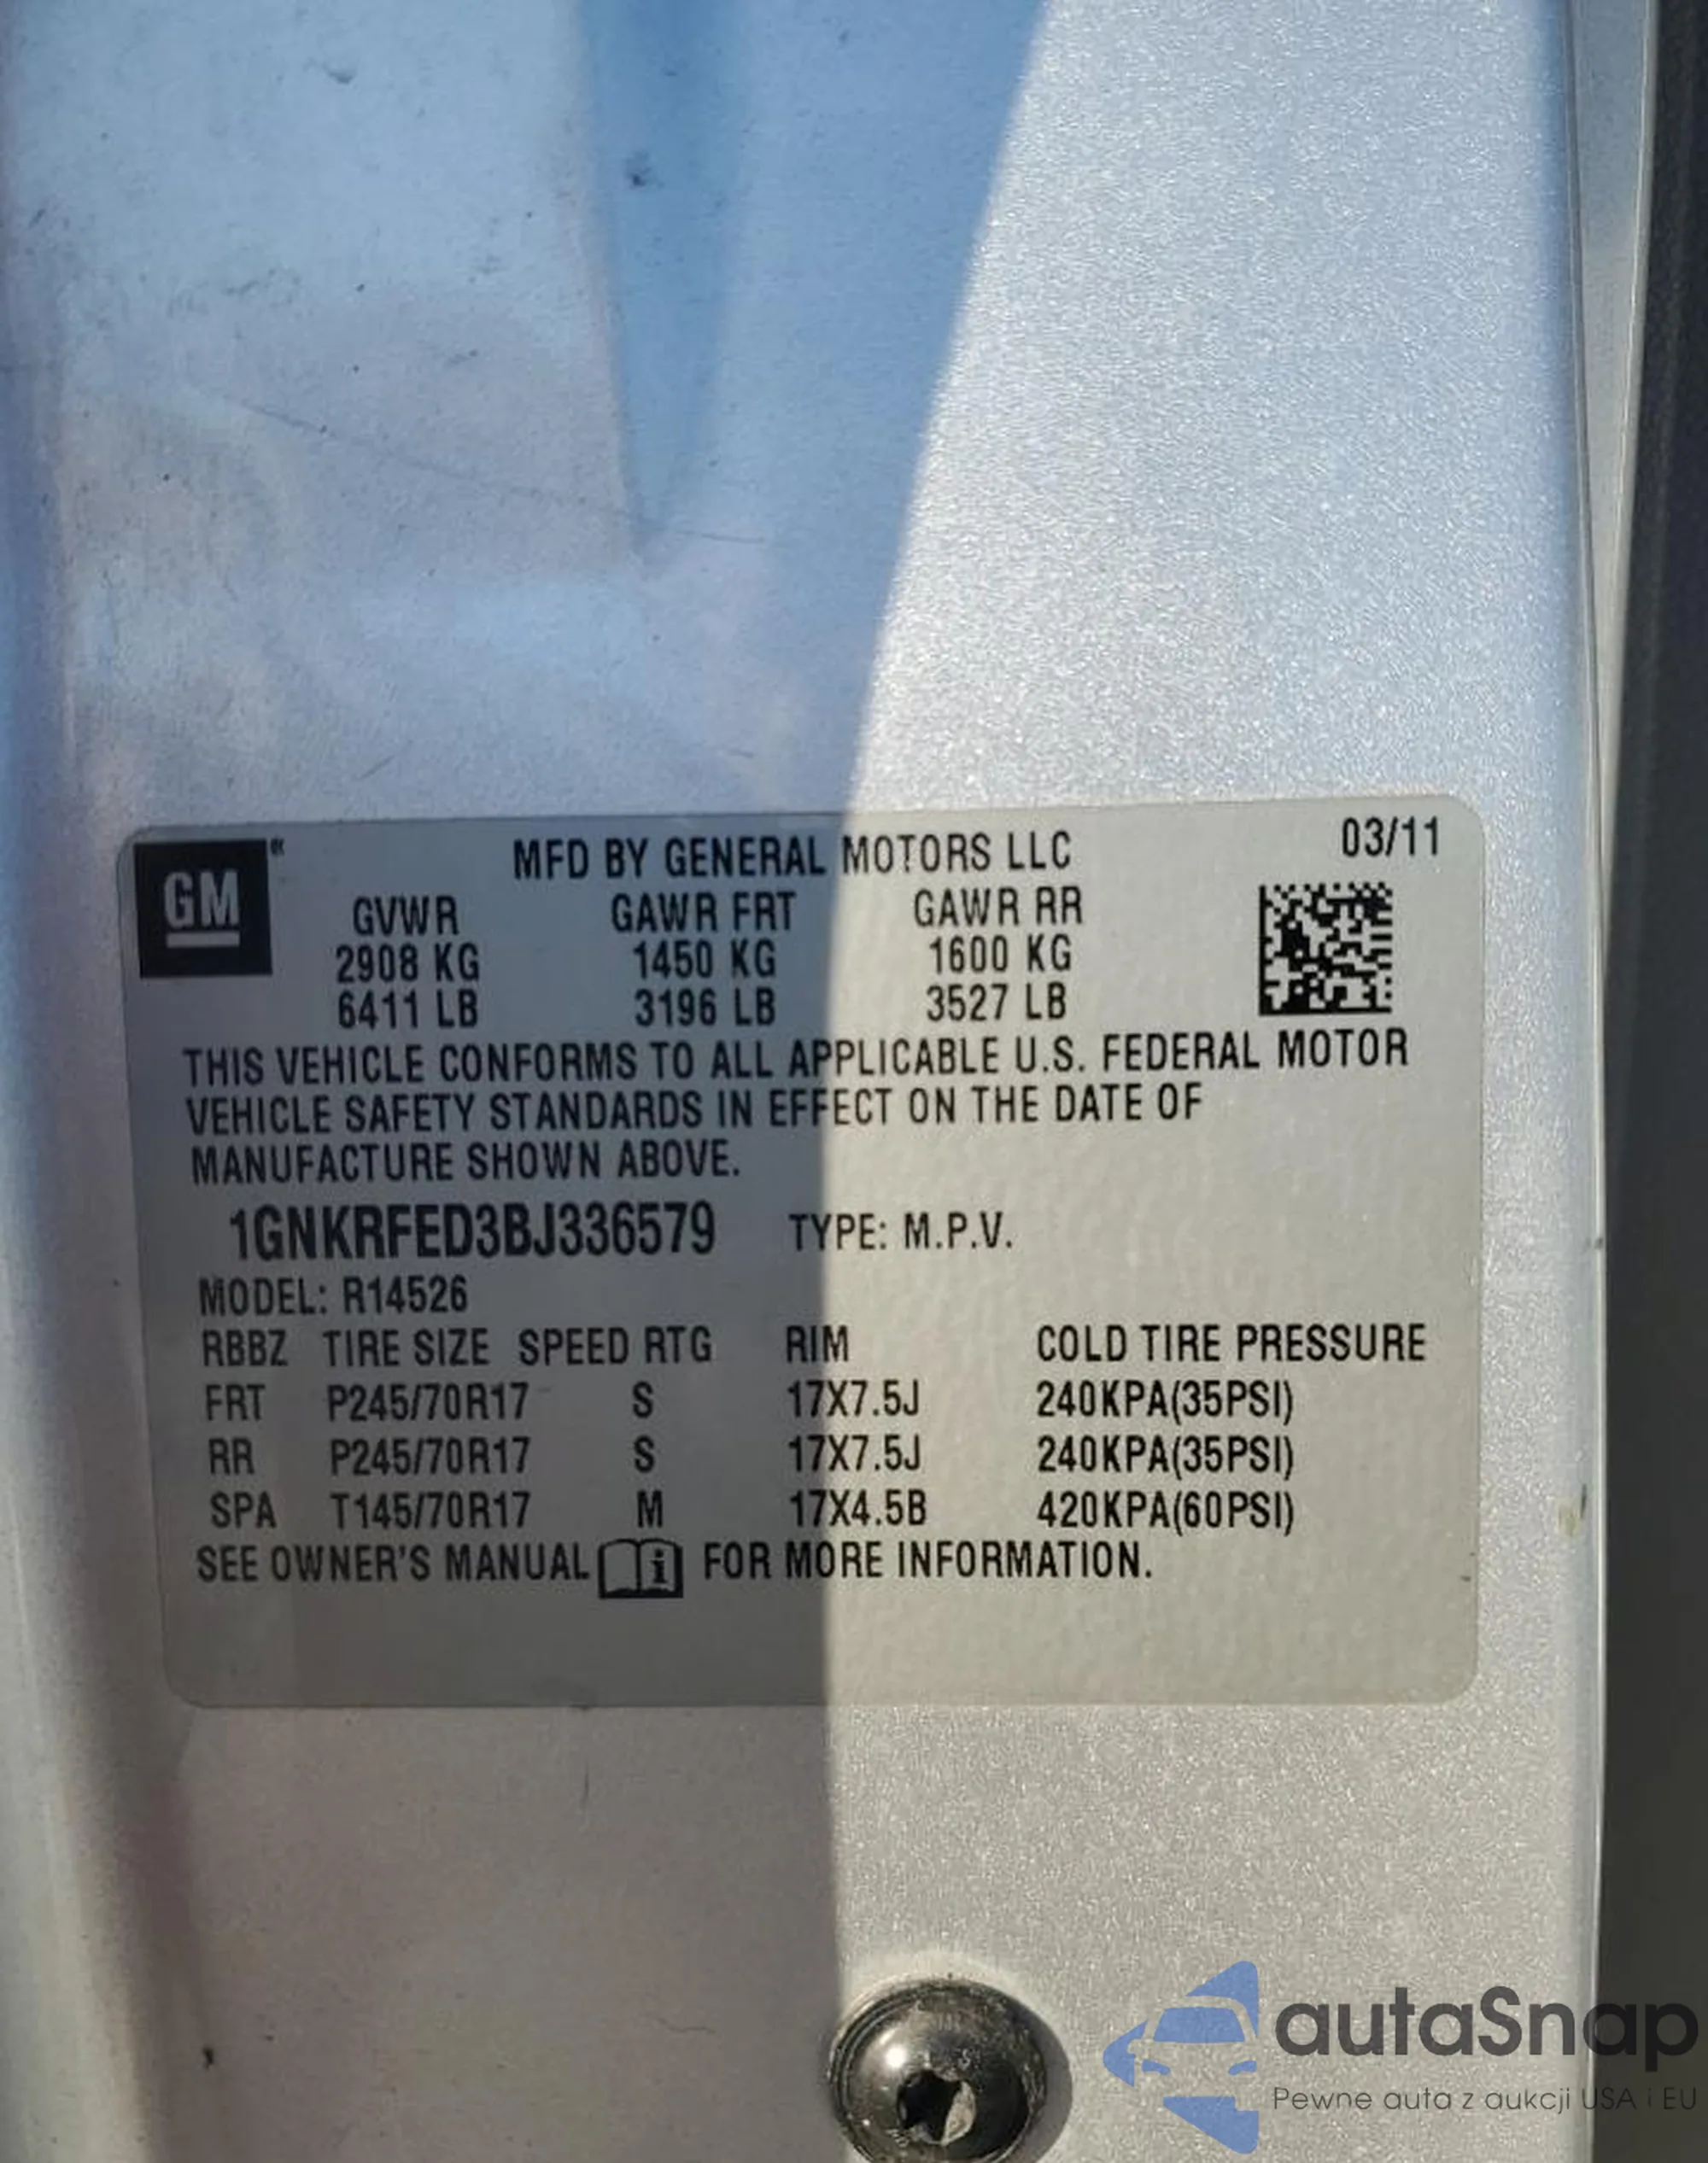 GM®
MFD BY GENERAL MOTORS LLC 03/11
GVWR GAWR FRT GAWR RR
2908 KG 1450 KG 1600 KG
6411 LB 3196 LB 3527 LB
THIS VEHICLE CONFORMS TO ALL APPLICABLE U.S. FEDERAL MOTOR
VEHICLE SAFETY STANDARDS IN EFFECT ON THE DATE OF
MANUFACTURE SHOWN ABOVE.
1GNKRFED3BJ336579 TYPE: M.P.V.
MODEL: R14526
RBBZ TIRE SIZE SPEED RTG RIM COLD TIRE PRESSURE
FRT P245/70R17 S 17X7.5J 240KPA(35PSI)
RR P245/70R17 S 17X7.5J 240KPA(35PSI)
SPA T145/70R17 M 17X4.5B 420KPA(60PSI)
SEE OWNER'S MANUAL i FOR MORE INFORMATION.
autaSnap
Pewne auta z aukcji USA i EU